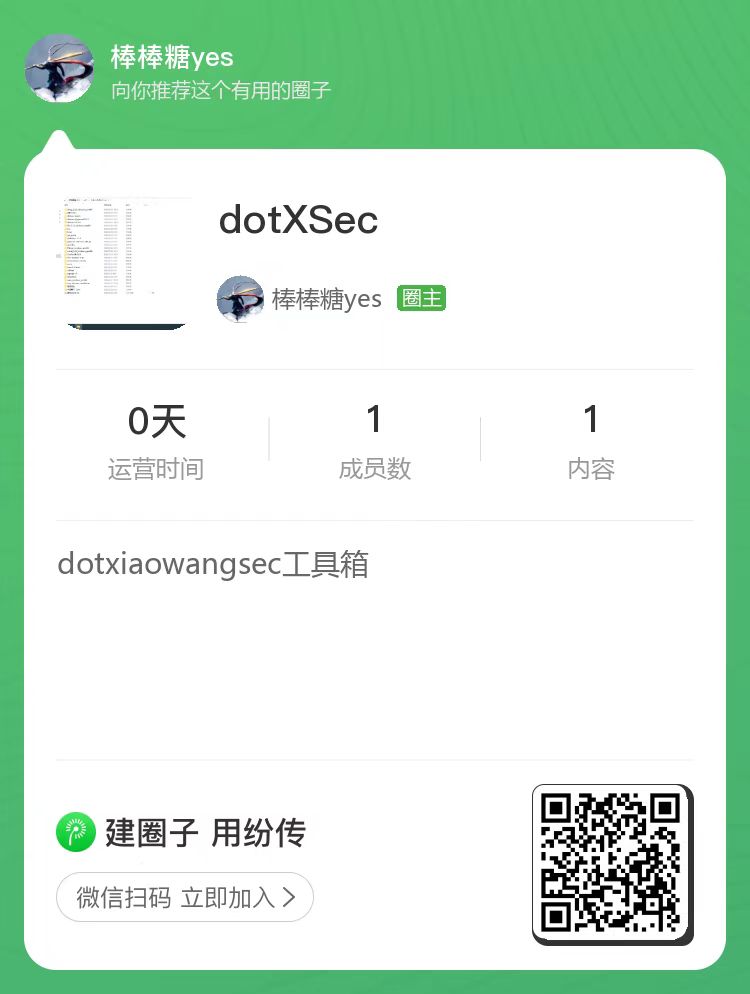 棒棒糖yes
向你推荐这个有用的圈子
dotXSec
棒棒糖yes 圈主
0天 1 1
运营时间 成员数 内容
dotxiaowangsec工具箱
建圈子 用纷传
微信扫码 立即加入